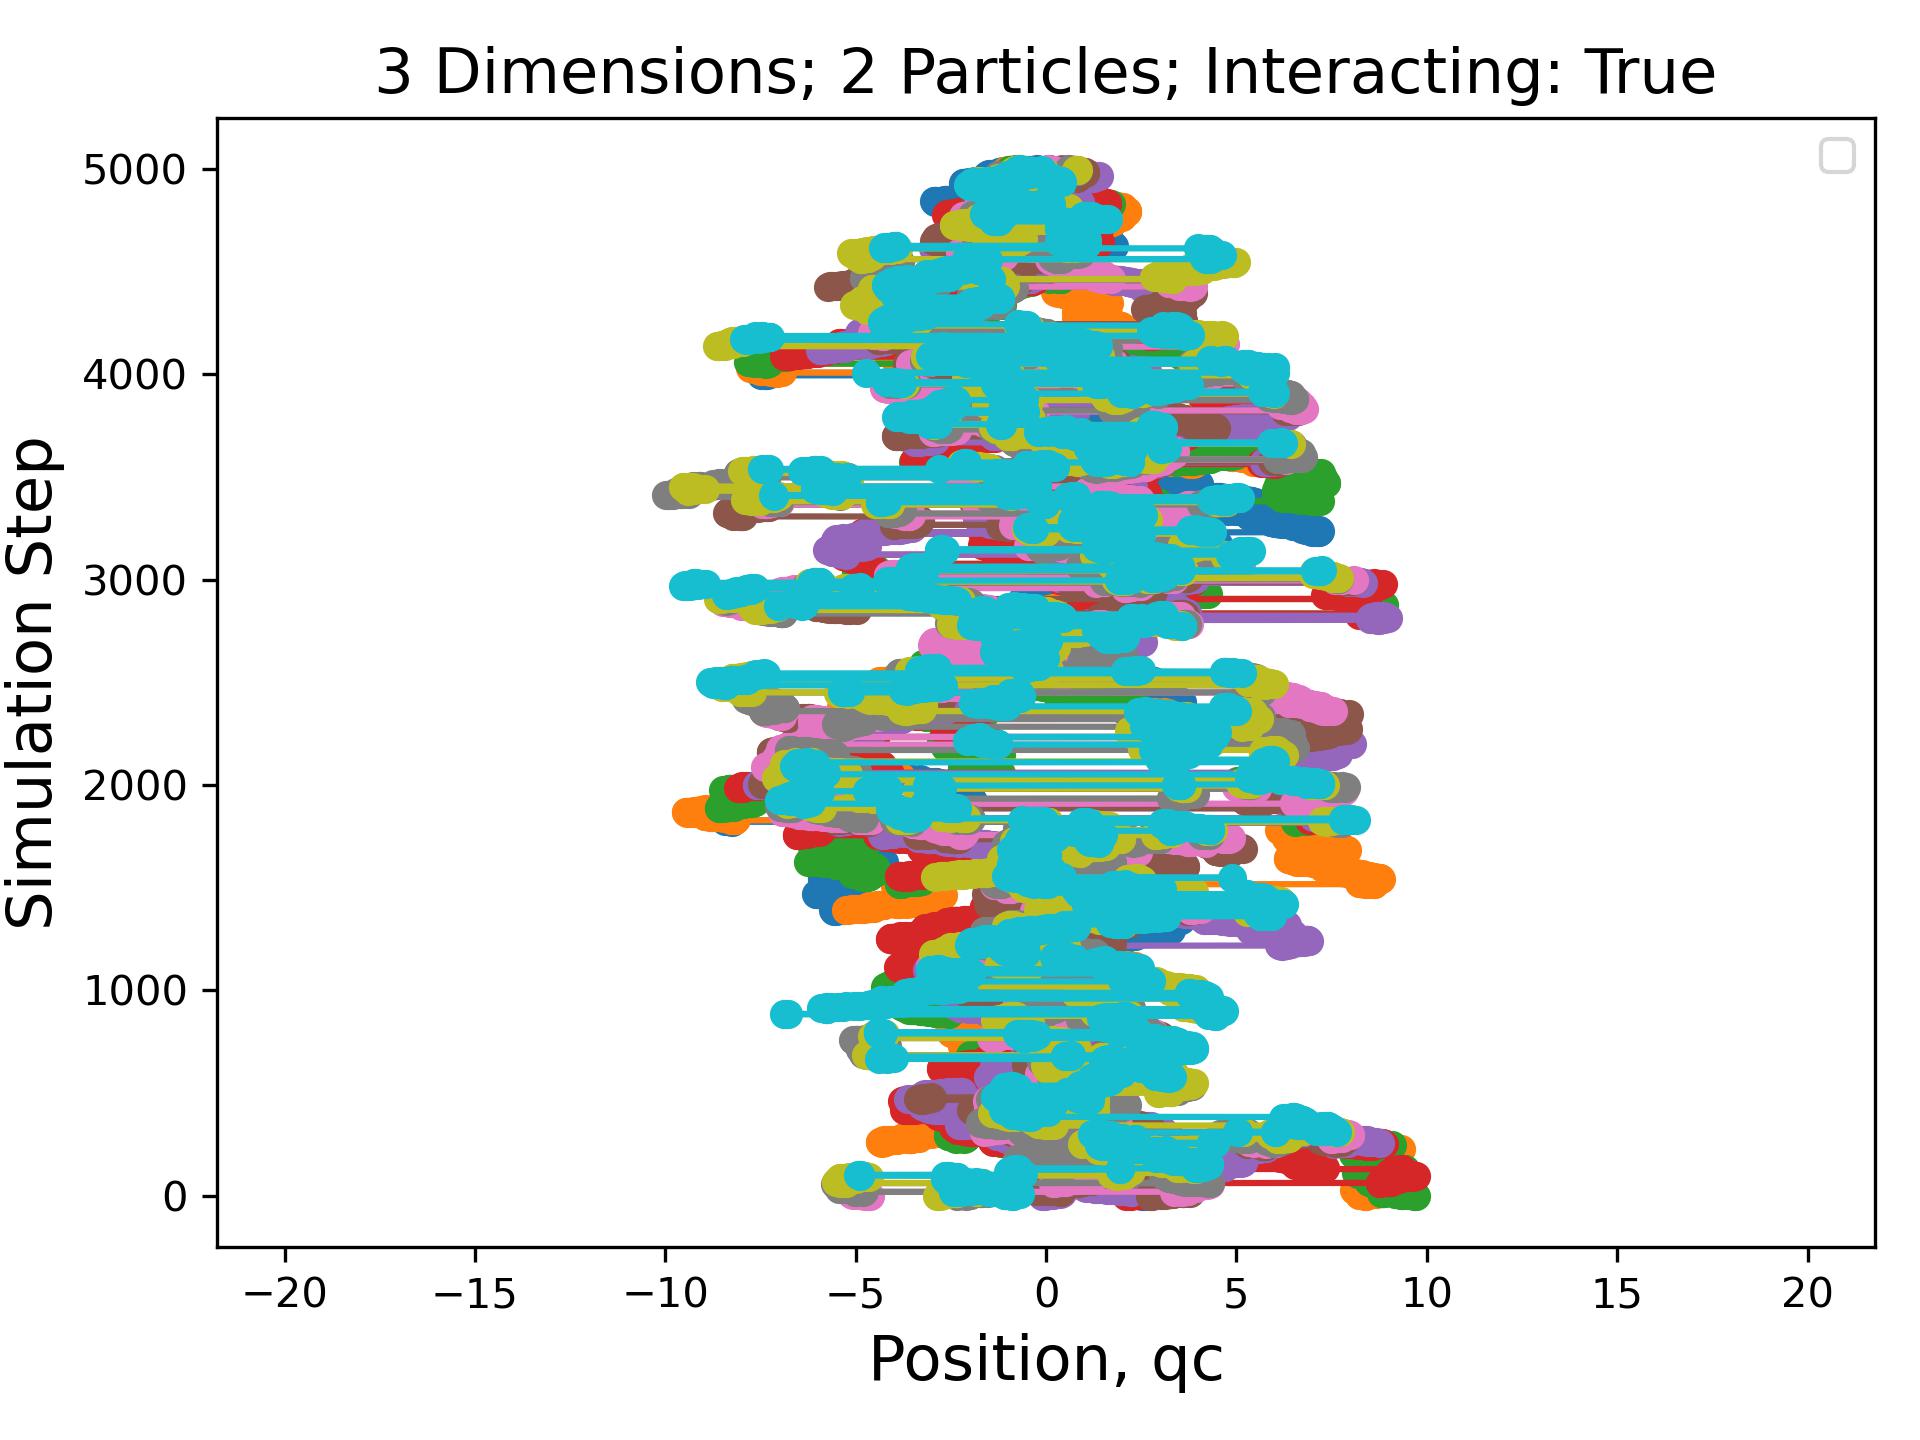 3 Dimensions; 2 Particles; Interacting: True
Simulation Step
5000
4000
3000
2000
1000
0
−20 −15 −10 −5 0 5 10 15 20
Position, qc